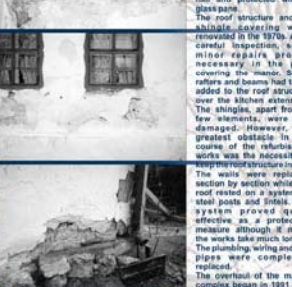 glass pane.
The roof structure and
shingle covering w
renovated in the 1970s. A
careful inspection, s
minor repairs pro
necessary in the p
covering the manor. S
rafters and beams had t
added to the roof struc
over the kitchen exten
The shingles, apart fro
few elements, were
damaged. However,
greatest obstacle in
course of the refurbis
works was the necessit
keep the roof structure in
The walls were repla
section by section while
roof rested on a system
steel posts and lintels.
system proved qu
effective as a protec
measure although it m
the works take much lon
The plumbing, wiring and
pipes were comple
replaced.
The overhaul of the ma
complex began in 1991